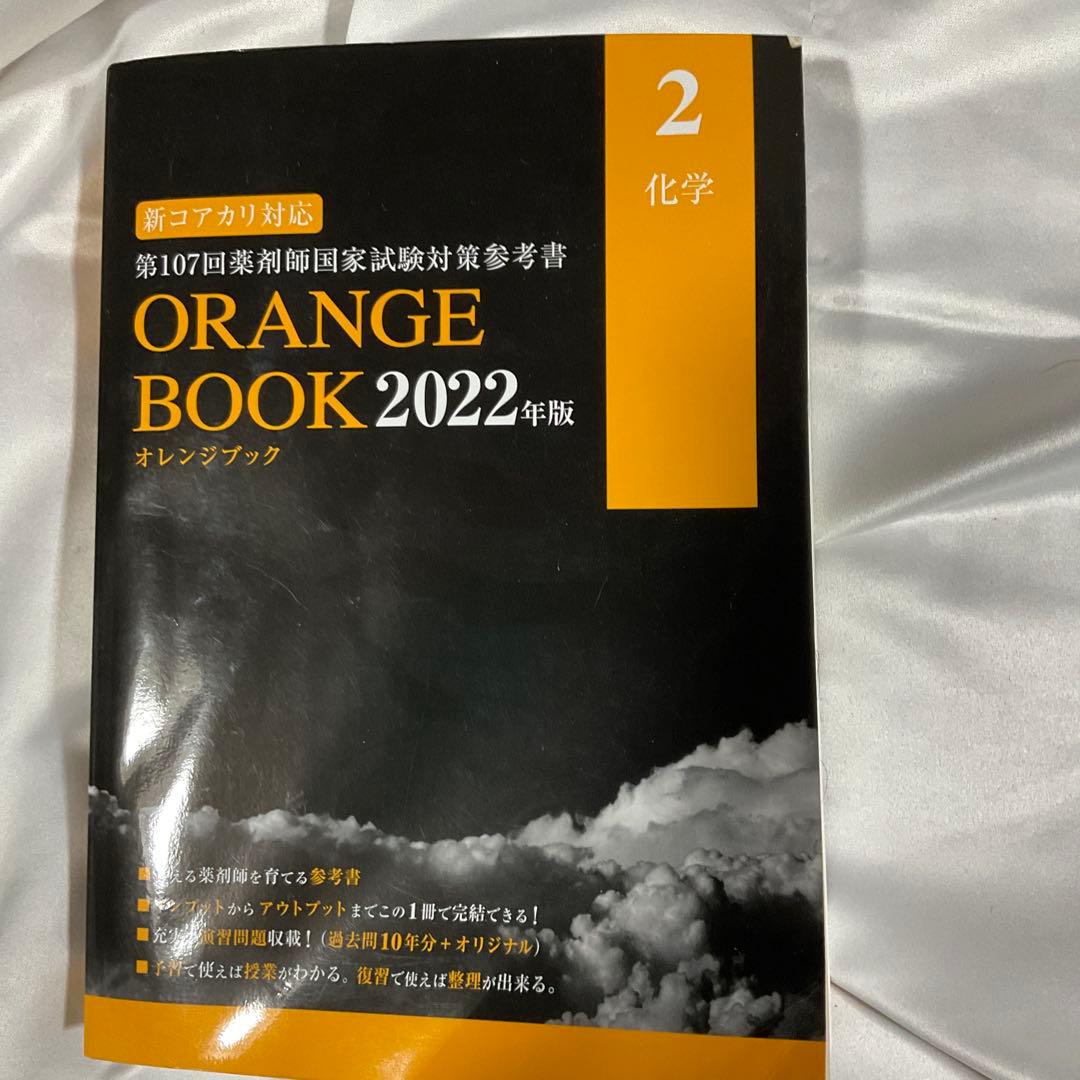 2
化学
新コアカリ対応
第107回薬剤師国家試験対策参考書
ORANGE
BOOK 2022年版
オレンジブック
える薬剤師を育てる参考書
ンプットからアウトプットまでこの1冊で完結できる!
充実 演習問題収載!(過去問10年分+オリジナル)
予習で使えば授業がわかる。復習で使えば整理が出来る。